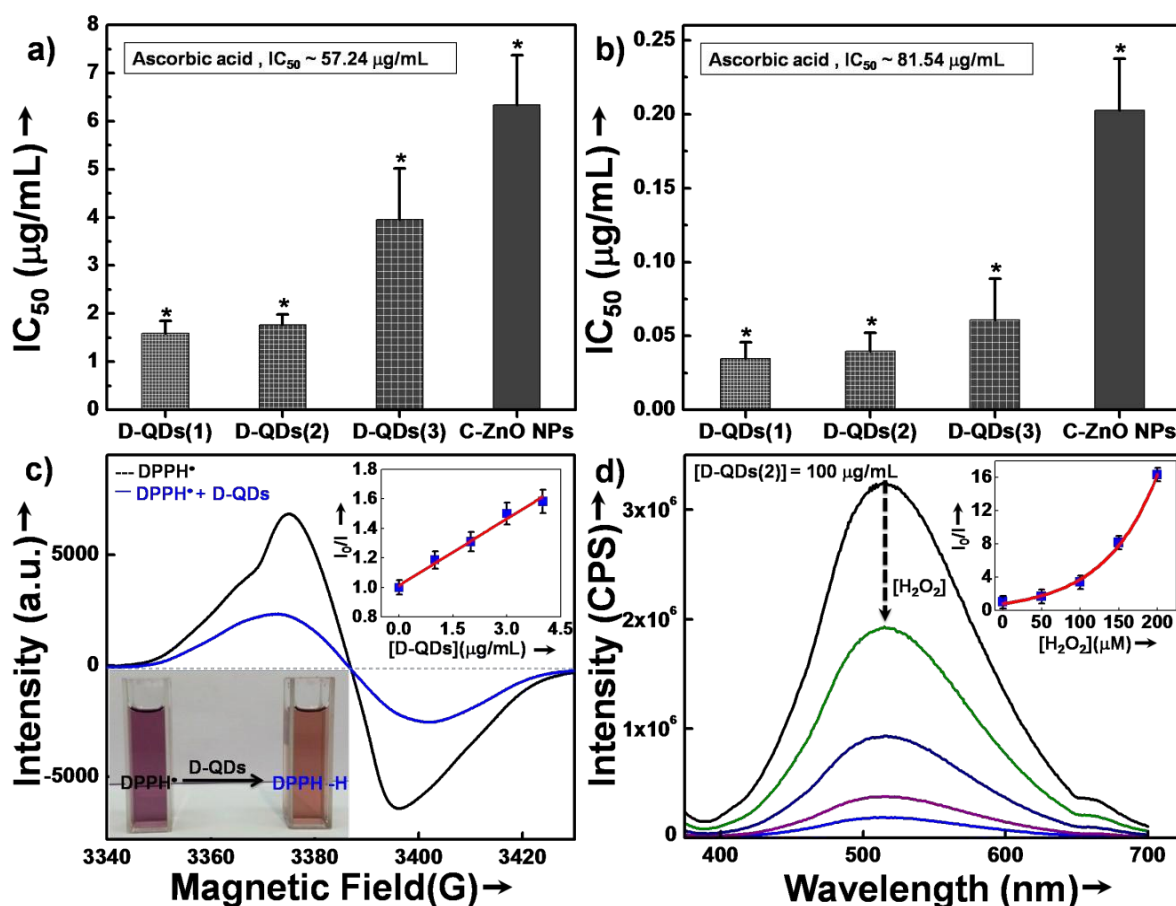 a)
Ascorbic acid , IC50 ~ 57.24 μg/mL
IC50 (μg/mL) →
8
7
6
5
4
3
2
1
0
*
*
*
*
D-QDs(1) D-QDs(2) D-QDs(3) C-ZnO NPs
b)
Ascorbic acid , IC50 ~ 81.54 μg/mL
IC50 (μg/mL) →
0.25
0.20
0.15
0.10
0.05
0.00
*
*
*
*
D-QDs(1) D-QDs(2) D-QDs(3) C-ZnO NPs
c)
--- DPPH•
— DPPH• + D-QDs
Intensity (a.u.) →
5000
0
-5000
I0/I →
1.8
1.6
1.4
1.2
1.0
0.0 1.5 3.0 4.5
[D-QDs](μg/mL) →
D-QDs
DPPH• DPPH -H
3340 3360 3380 3400 3420
Magnetic Field(G) →
d)
[D-QDs(2)] = 100 μg/mL
Intensity (CPS) →
3x10⁶
2x10⁶
1x10⁶
0
[H2O2]
I0/I →
16
12
8
4
0
0 50 100 150 200
[H2O2](μM) →
400 500 600 700
Wavelength (nm) →